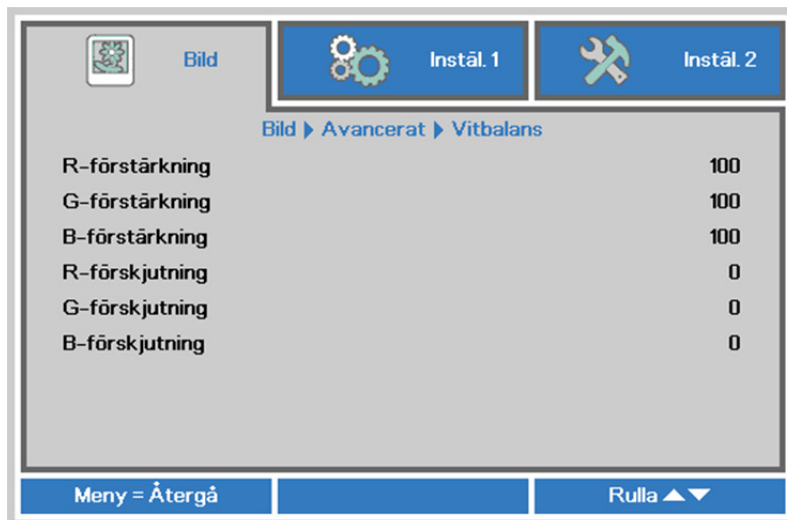 Bild
Instäl. 1
Instäl. 2
Bild Avancerat Vitbalans
R-förstärkning 100
G-förstärkning 100
B-förstärkning 100
R-förskjutning 0
G-förskjutning 0
B-förskjutning 0
Meny = Återgå
Rulla